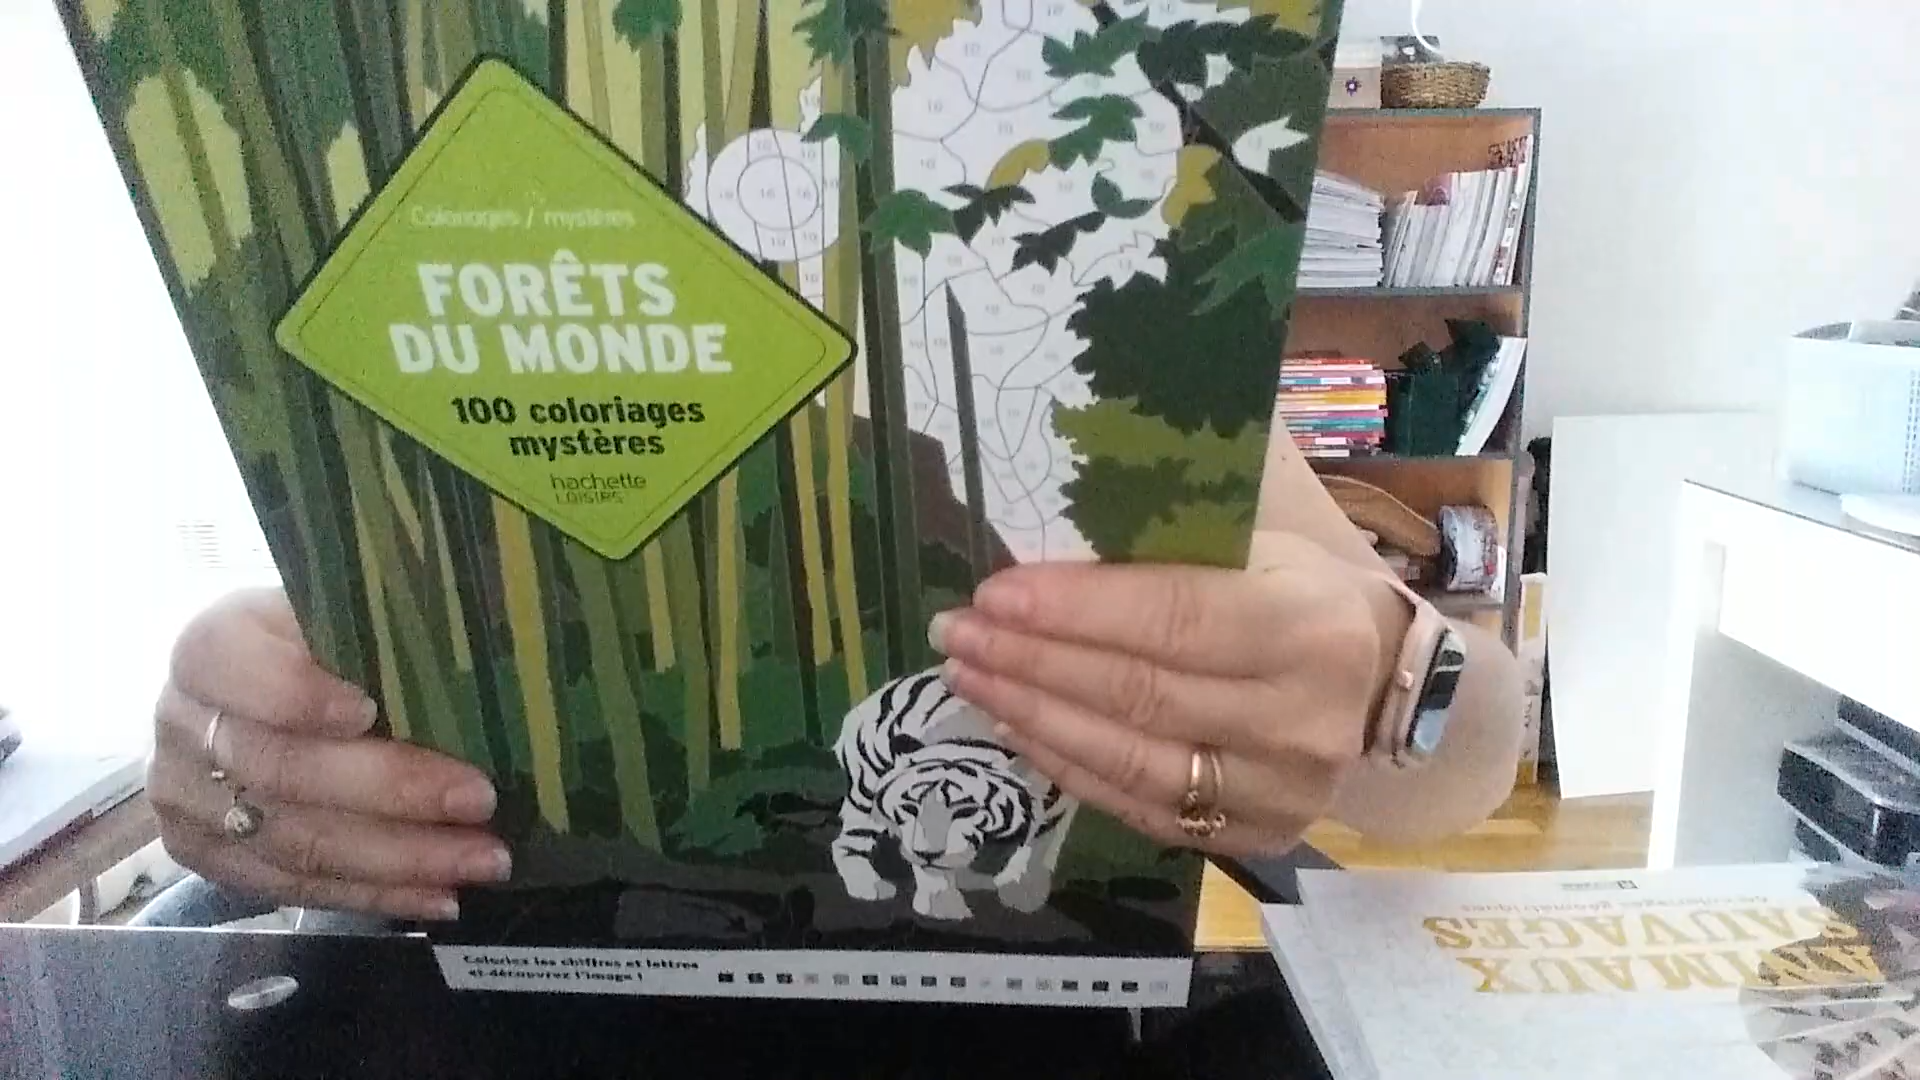 Coloriages / mystères
FORÊTS
DU MONDE
100 coloriages
mystères
hachette
LOISIRS
Coloriez les chiffres et lettres
et découvrez l'image !
ANIMAUX
SAUVAGES